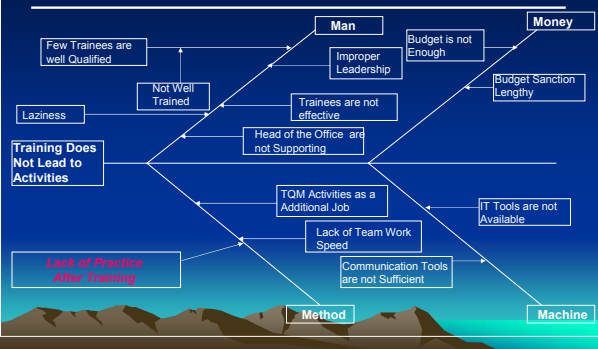 Man
Money
Few Trainees are
well Qualified
Budget is not
Enough
Improper
Leadership
Not Well
Trained
Budget Sanction
Lengthy
Laziness
Trainees are not
effective
Head of the Office are
not Supporting
Training Does
Not Lead to
Activities
TQM Activities as a
Additional Job
IT Tools are not
Available
Lack of Team Work
Speed
Lack of Practice
After Training
Communication Tools
are not Sufficient
Method
Machine